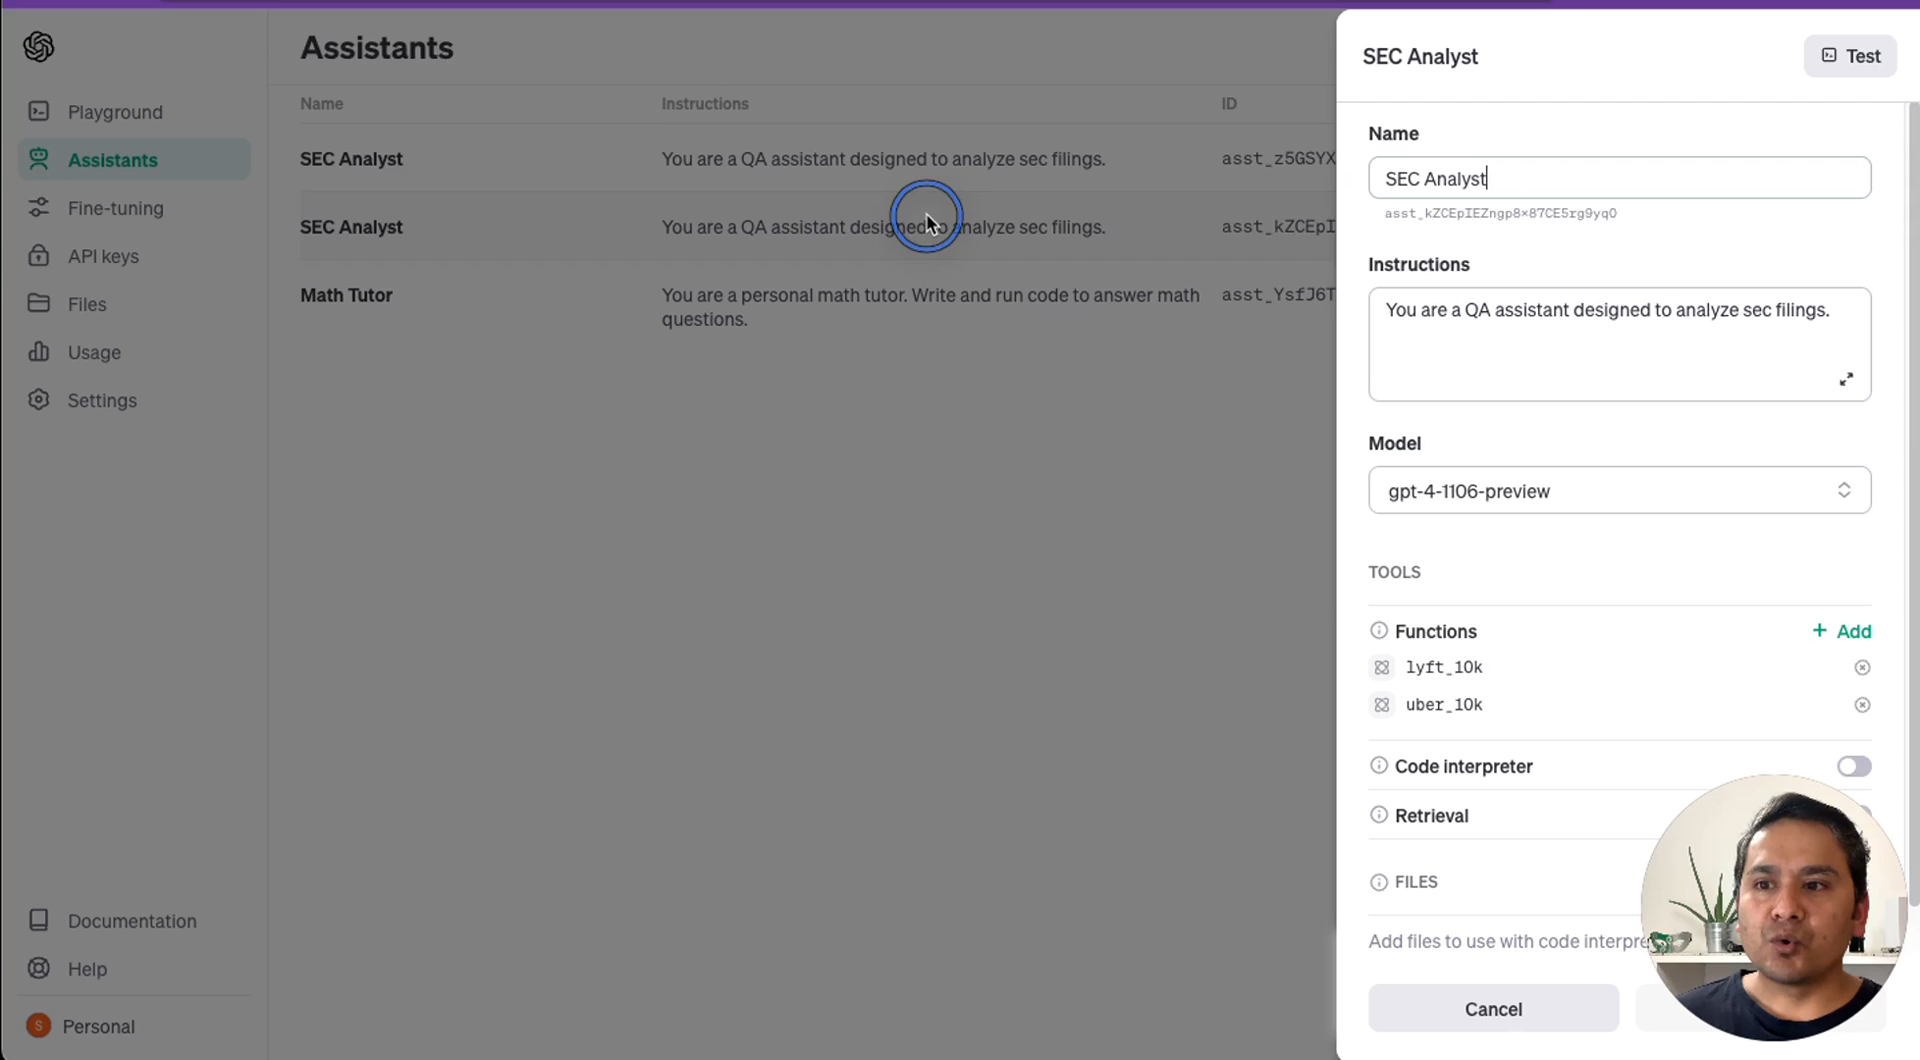 Assistants
Playground
Assistants
Fine-tuning
API keys
Files
Usage
Settings
Documentation
Help
S
Personal
Name Instructions ID
SEC Analyst You are a QA assistant designed to analyze sec filings. asst_z5GSYX
SEC Analyst You are a QA assistant designed to analyze sec filings. asst_kZCEpI
Math Tutor You are a personal math tutor. Write and run code to answer math asst_YsfJ6T
questions.
SEC Analyst
Test
Name
SEC Analyst
asst_kZCEpIEZngp8x87CE5rg9yqO
Instructions
You are a QA assistant designed to analyze sec filings.
Model
gpt-4-1106-preview
TOOLS
Functions + Add
lyft_10k
uber_10k
Code interpreter
Retrieval
FILES
Add files to use with code
Cancel